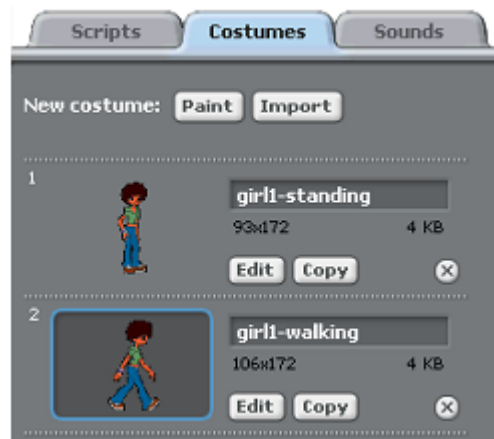 Scripts Costumes Sounds
New costume: Paint Import
1
girl1-standing
93x172 4 KB
Edit Copy
2
girl1-walking
106x172 4 KB
Edit Copy